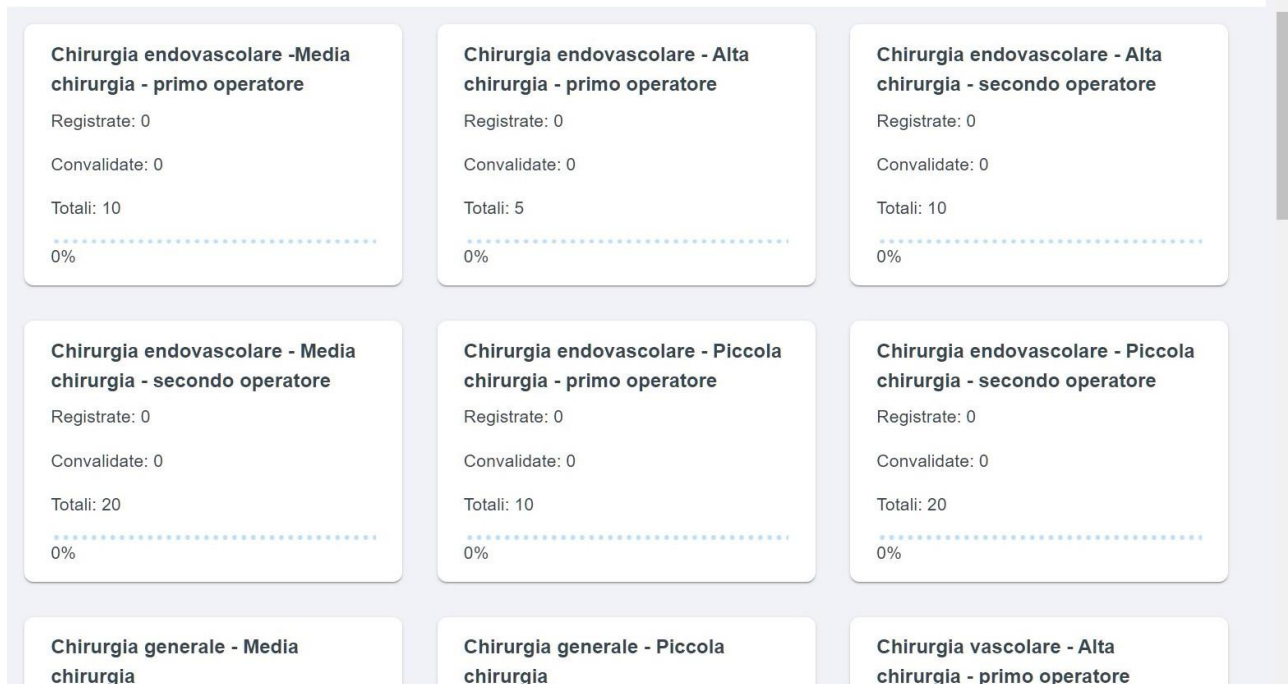 Chirurgia endovascolare -Media
chirurgia - primo operatore
Registrate: 0
Convalidate: 0
Totali: 10
0%
Chirurgia endovascolare - Alta
chirurgia - primo operatore
Registrate: 0
Convalidate: 0
Totali: 5
0%
Chirurgia endovascolare - Alta
chirurgia - secondo operatore
Registrate: 0
Convalidate: 0
Totali: 10
0%
Chirurgia endovascolare - Media
chirurgia - secondo operatore
Registrate: 0
Convalidate: 0
Totali: 20
0%
Chirurgia endovascolare - Piccola
chirurgia - primo operatore
Registrate: 0
Convalidate: 0
Totali: 10
0%
Chirurgia endovascolare - Piccola
chirurgia - secondo operatore
Registrate: 0
Convalidate: 0
Totali: 20
0%
Chirurgia generale - Media
chirurgia
Chirurgia generale - Piccola
chirurgia
Chirurgia vascolare - Alta
chirurgia - primo operatore